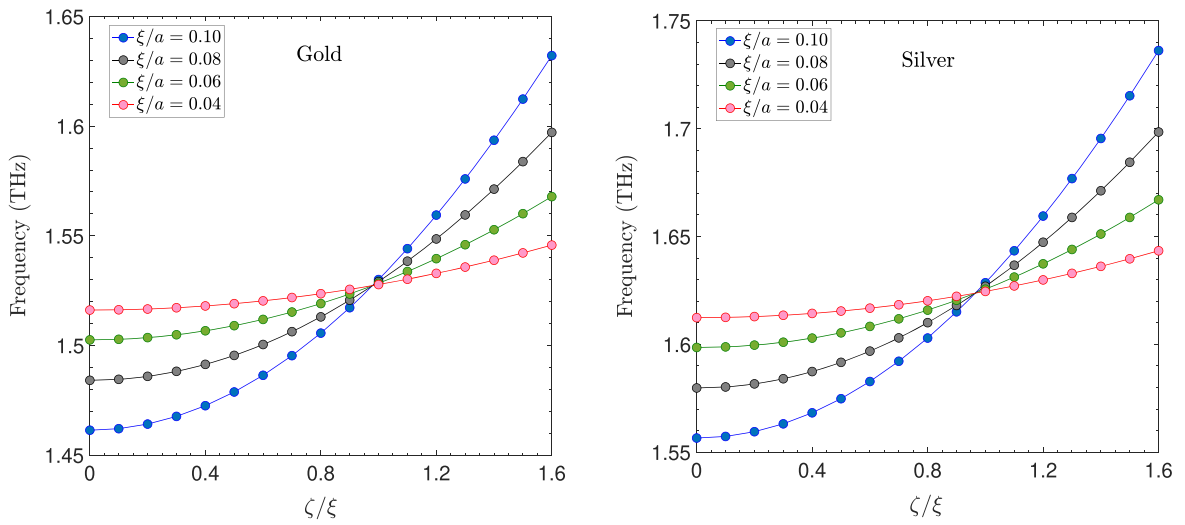 Gold
ξ/a = 0.10
ξ/a = 0.08
ξ/a = 0.06
ξ/a = 0.04
Frequency (THz)
1.65
1.6
1.55
1.5
1.45
0 0.4 0.8 1.2 1.6
ζ/ξ
Silver
ξ/a = 0.10
ξ/a = 0.08
ξ/a = 0.06
ξ/a = 0.04
Frequency (THz)
1.75
1.7
1.65
1.6
1.55
0 0.4 0.8 1.2 1.6
ζ/ξ